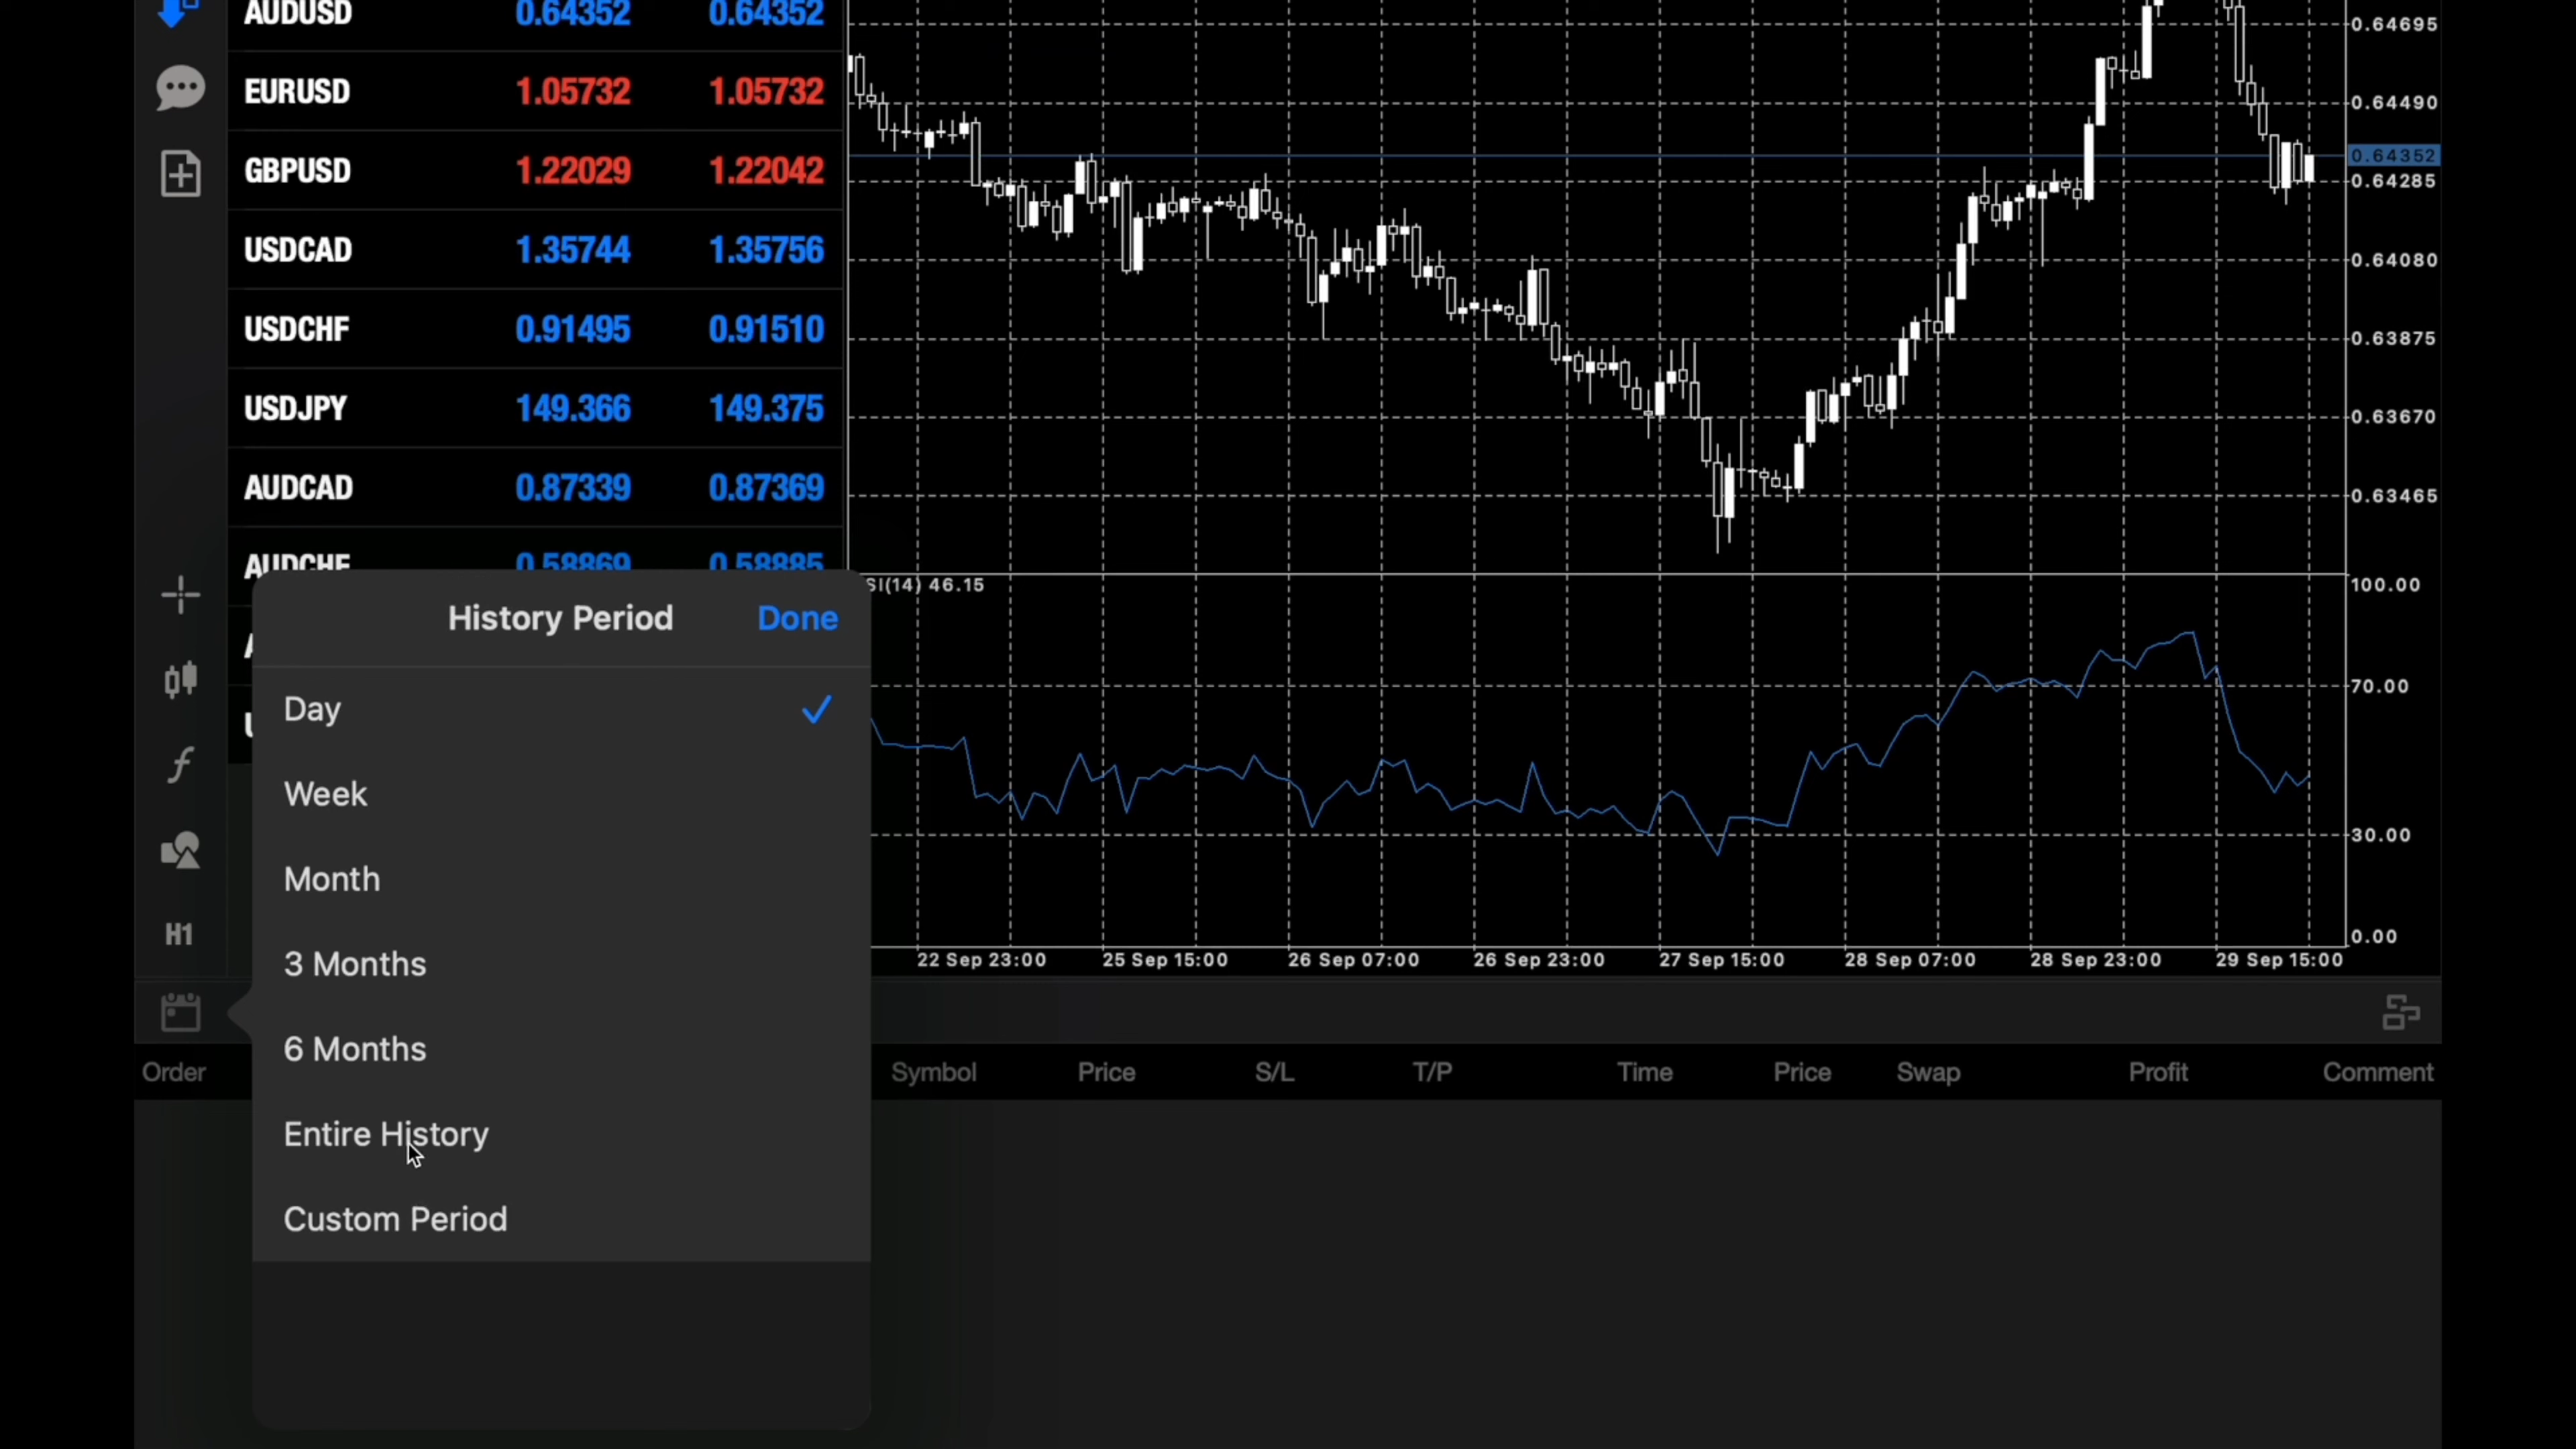 AUDUSD 0.64352 0.64352
EURUSD 1.05732 1.05732
GBPUSD 1.22029 1.22042
USDCAD 1.35744 1.35756
USDCHF 0.91495 0.91510
USDJPY 149.366 149.375
AUDCAD 0.87339 0.87369
AUDCHF 0.58869 0.58885
0.64695
0.64490
0.64352
0.64285
0.64080
0.63875
0.63670
0.63465
SI(14) 46.15
100.00
70.00
30.00
0.00
22 Sep 23:00 25 Sep 15:00 26 Sep 07:00 26 Sep 23:00 27 Sep 15:00 28 Sep 07:00 28 Sep 23:00 29 Sep 15:00
H1
History Period Done
Day
Week
Month
3 Months
6 Months
Entire History
Custom Period
Order Symbol Price S/L T/P Time Price Swap Profit Comment